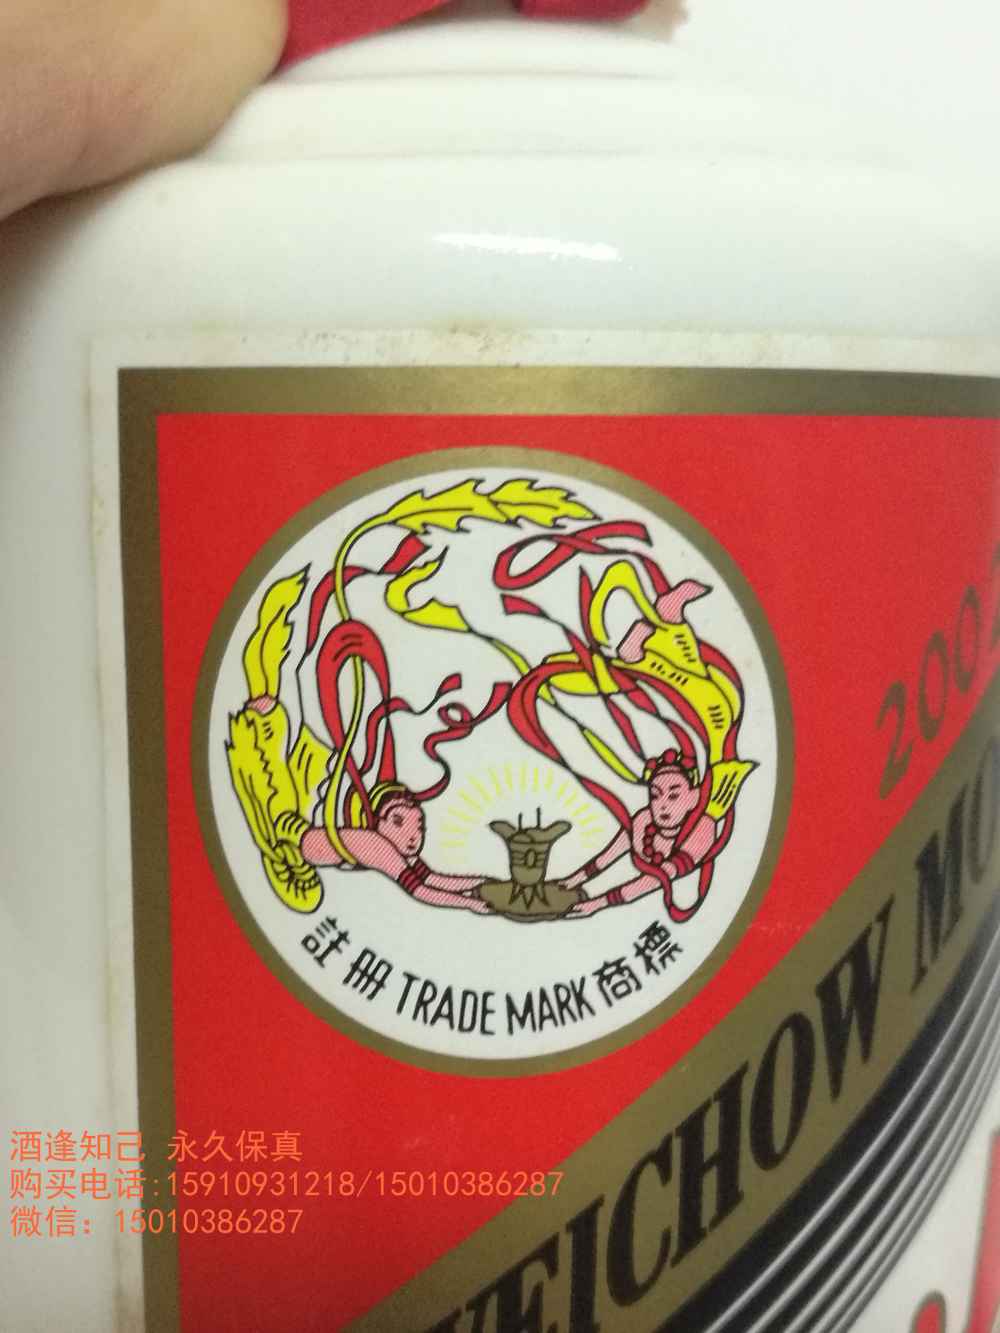 200
註册 TRADE MARK 商標
WEICHOW MO
酒逢知己 永久保真
购买电话:15910931218/15010386287
微信：15010386287